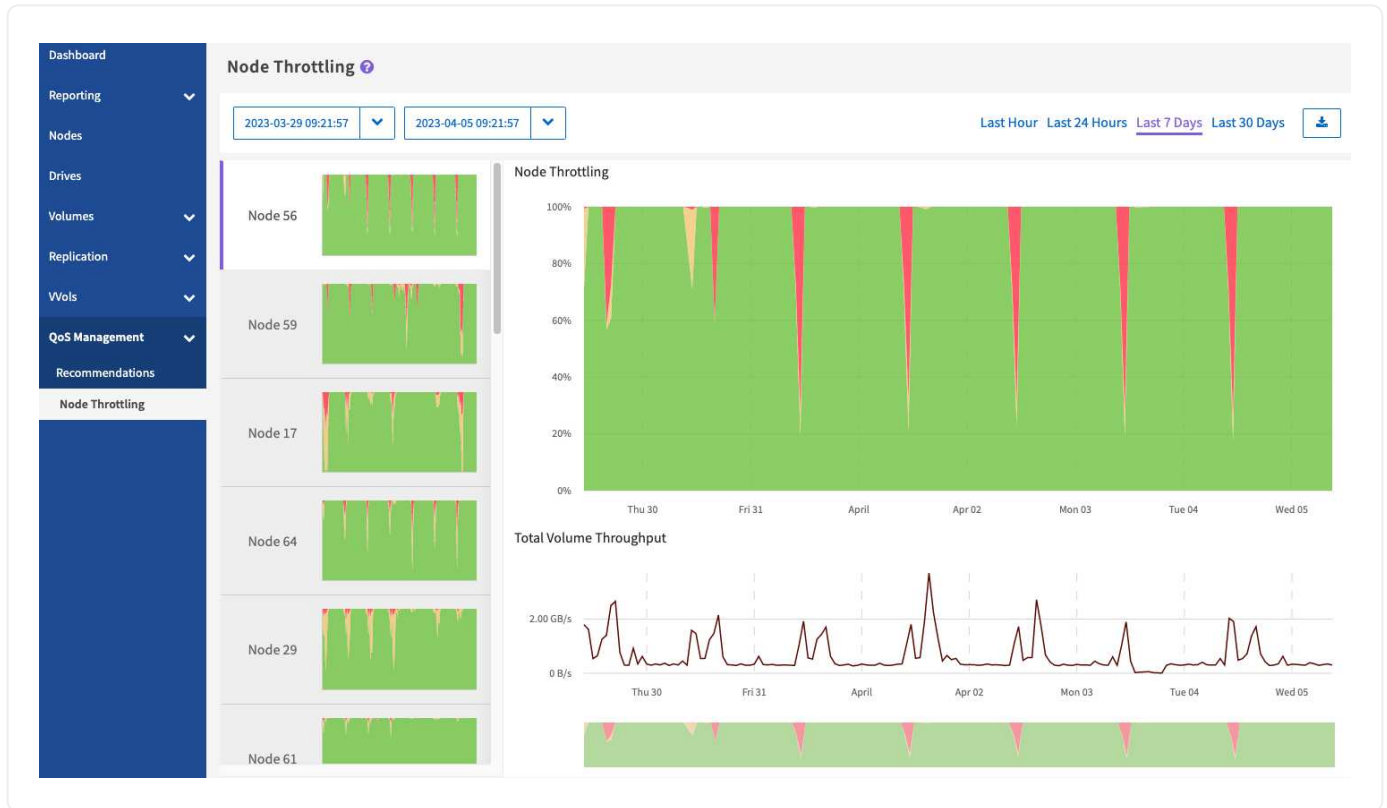 Dashboard
Reporting
Nodes
Drives
Volumes
Replication
VVols
QoS Management
Recommendations
Node Throttling
Node Throttling ?
2023-03-29 09:21:57
2023-04-05 09:21:57
Last Hour Last 24 Hours Last 7 Days Last 30 Days
Node 56
Node 59
Node 17
Node 64
Node 29
Node 61
Node Throttling
100%
80%
60%
40%
20%
0%
Thu 30 Fri 31 April Apr 02 Mon 03 Tue 04 Wed 05
Total Volume Throughput
2.00 GB/s
0 B/s
Thu 30 Fri 31 April Apr 02 Mon 03 Tue 04 Wed 05